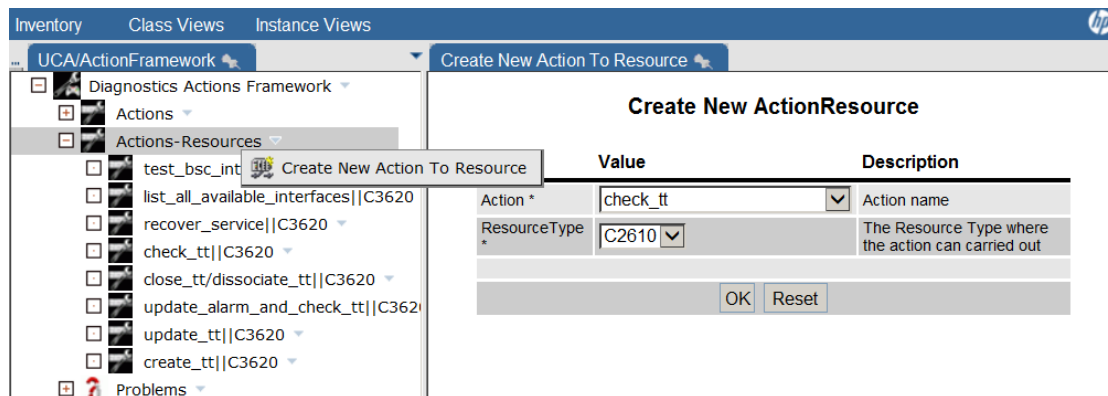 Inventory Class Views Instance Views
hp
... UCA/ActionFramework
Create New Action To Resource
Diagnostics Actions Framework
Actions
Actions-Resources
test_bsc_int
Create New Action To Resource
list_all_available_interfaces||C3620
recover_service||C3620
check_tt||C3620
close_tt/dissociate_tt||C3620
update_alarm_and_check_tt||C362
update_tt||C3620
create_tt||C3620
Problems
Create New ActionResource
Value Description
Action * check_tt Action name
ResourceType C2610 The Resource Type where
* the action can carried out
OK Reset